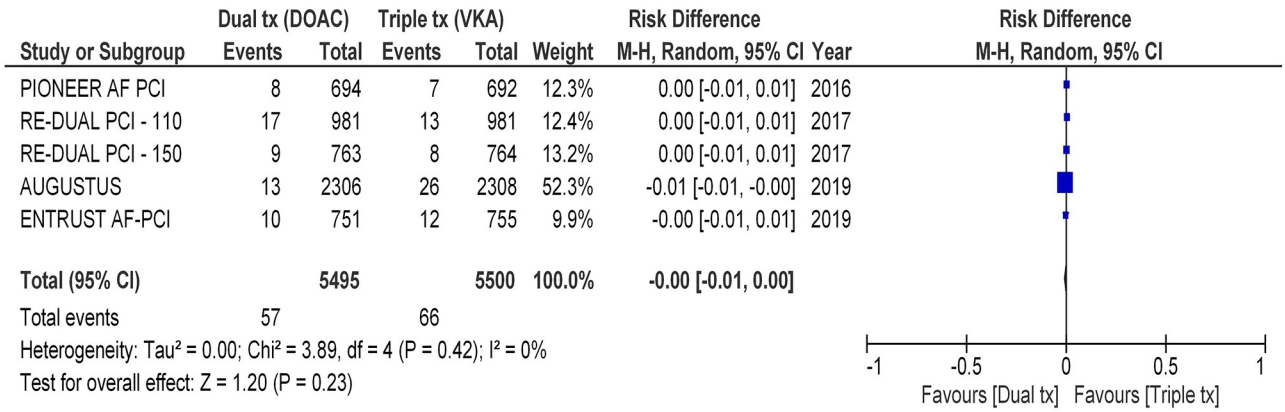 Dual tx (DOAC) Triple tx (VKA) Risk Difference Risk Difference
Study or Subgroup Events Total Events Total Weight M-H, Random, 95% CI Year M-H, Random, 95% CI
PIONEER AF PCI 8 694 7 692 12.3% 0.00 [-0.01, 0.01] 2016
RE-DUAL PCI - 110 17 981 13 981 12.4% 0.00 [-0.01, 0.01] 2017
RE-DUAL PCI - 150 9 763 8 764 13.2% 0.00 [-0.01, 0.01] 2017
AUGUSTUS 13 2306 26 2308 52.3% -0.01 [-0.01, -0.00] 2019
ENTRUST AF-PCI 10 751 12 755 9.9% -0.00 [-0.01, 0.01] 2019
Total (95% CI) 5495 5500 100.0% -0.00 [-0.01, 0.00]
Total events 57 66
Heterogeneity: Tau² = 0.00; Chi² = 3.89, df = 4 (P = 0.42); I² = 0%
Test for overall effect: Z = 1.20 (P = 0.23)
-1 -0.5 0 0.5 1
Favours [Dual tx] Favours [Triple tx]